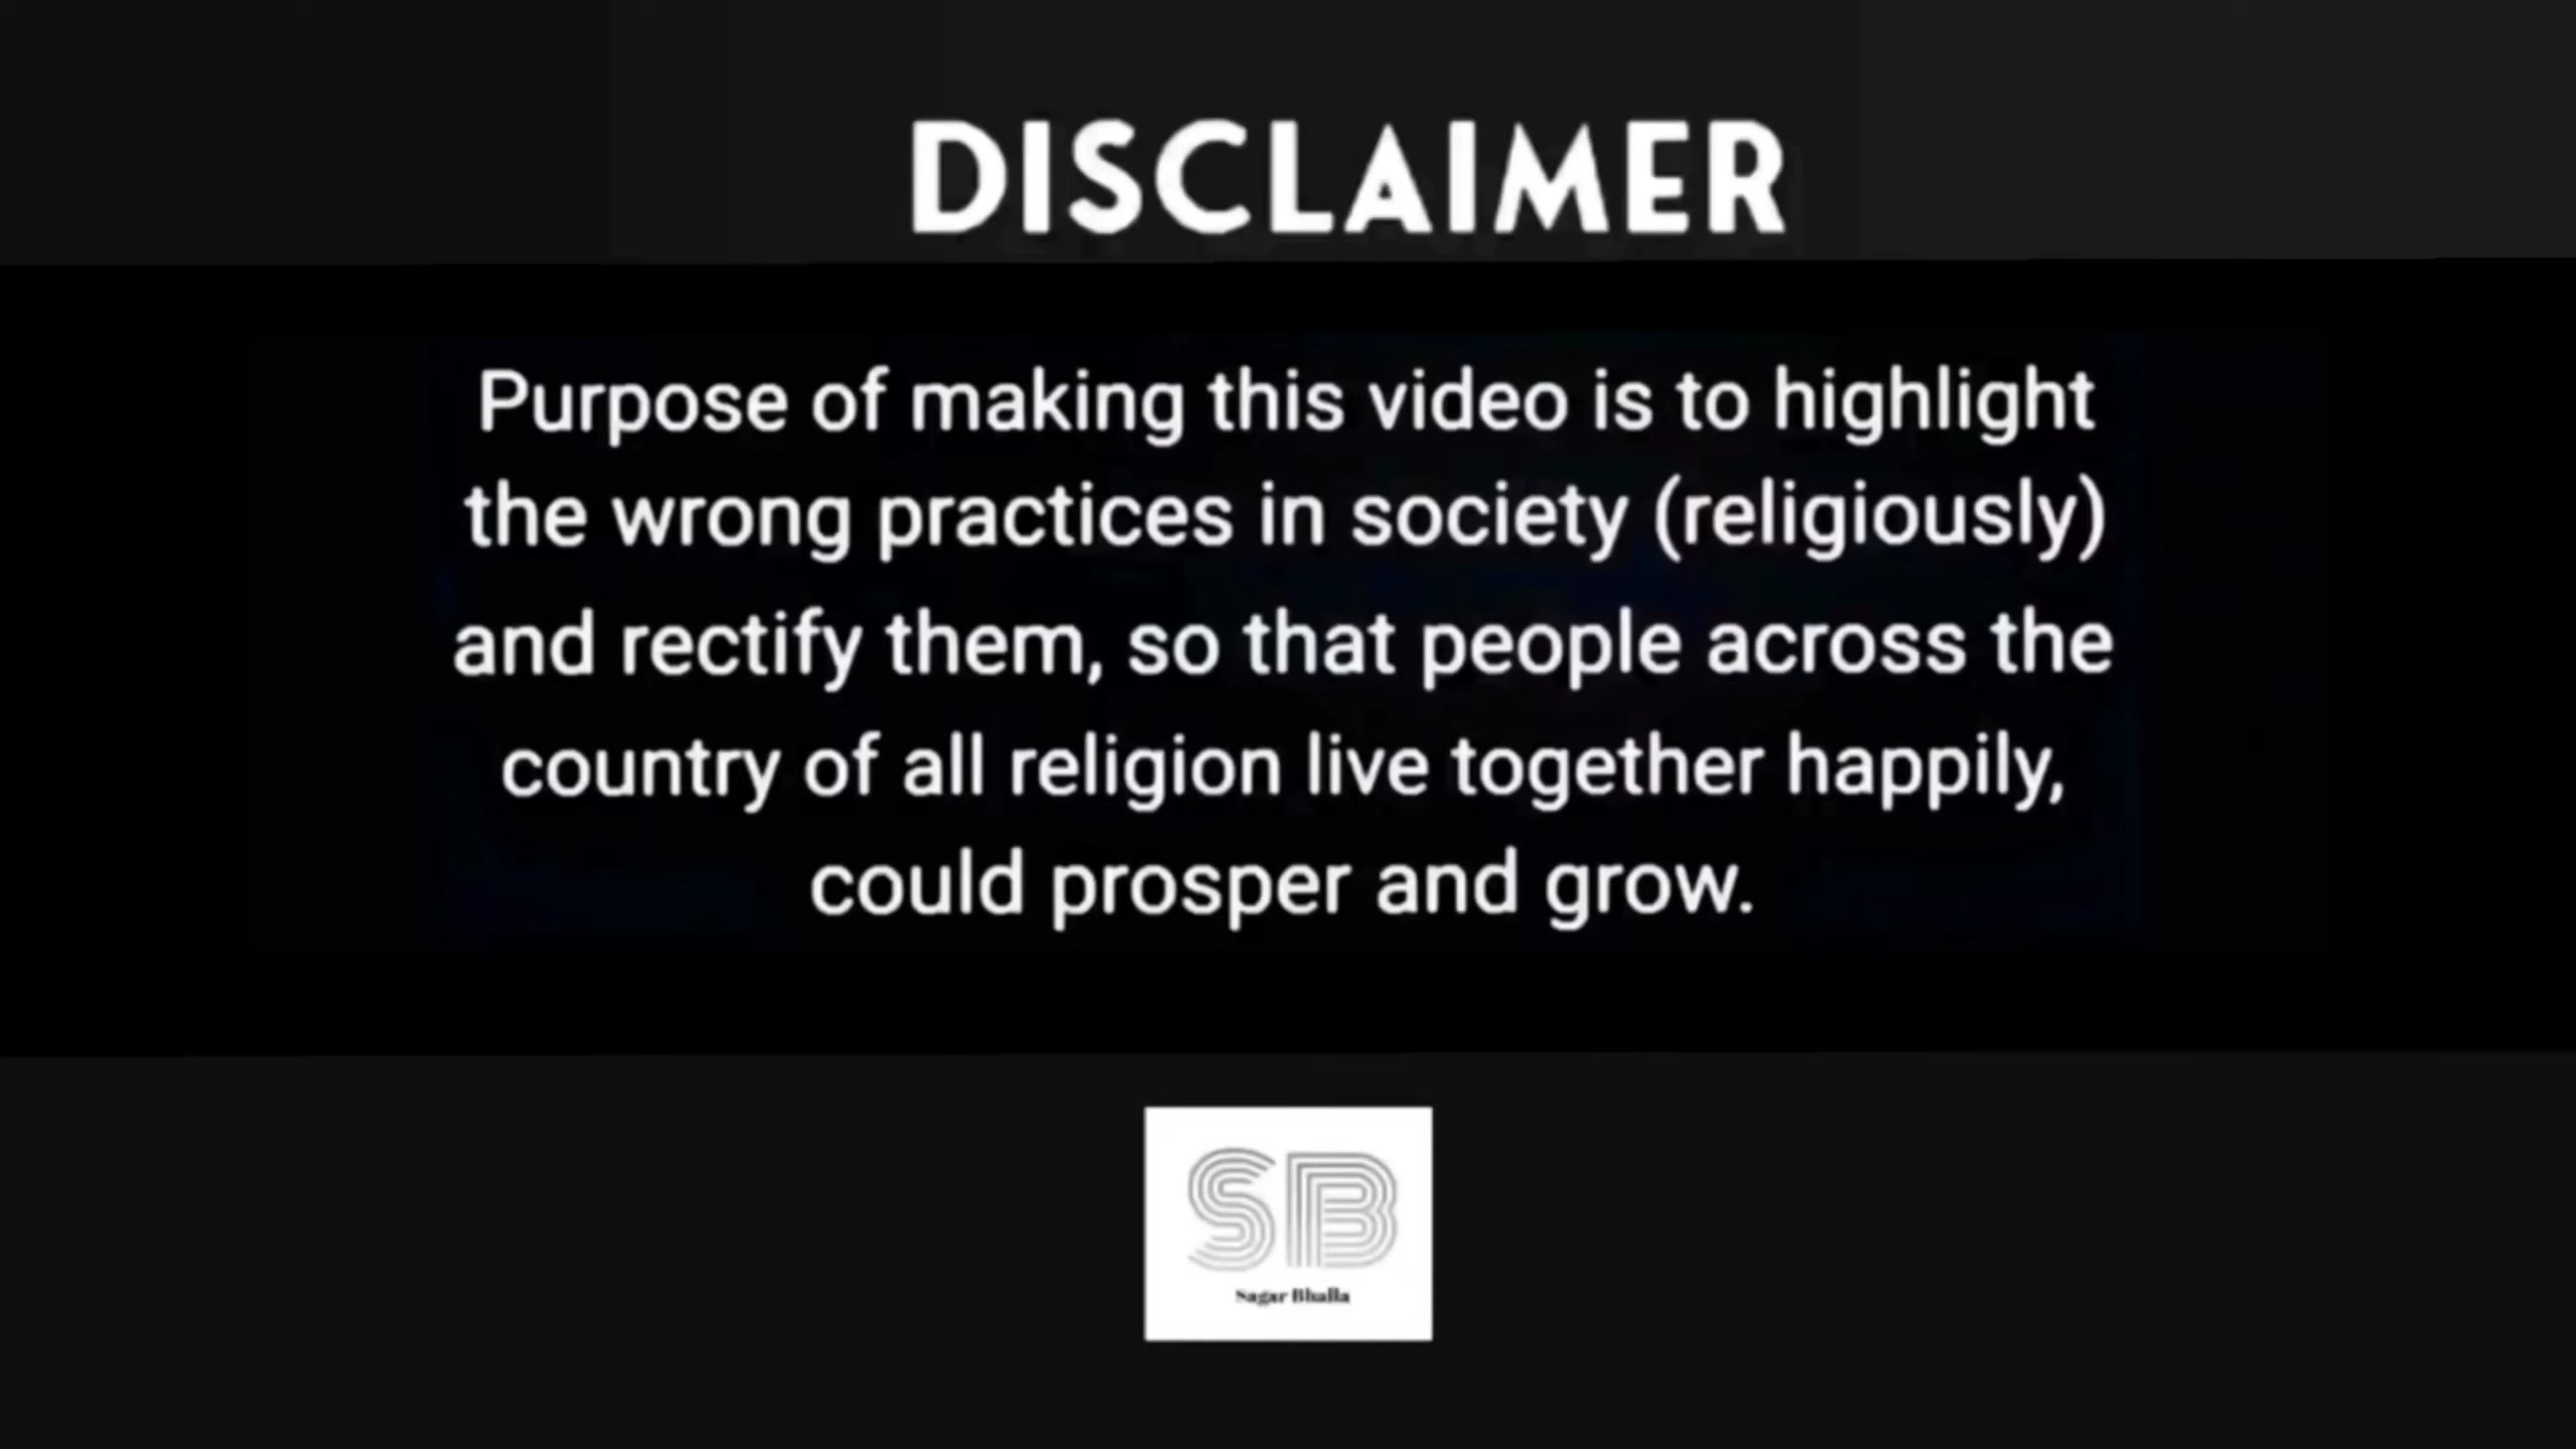 DISCLAIMER
Purpose of making this video is to highlight
the wrong practices in society (religiously)
and rectify them, so that people across the
country of all religion live together happily,
could prosper and grow.
SB
Sagar Bhalla